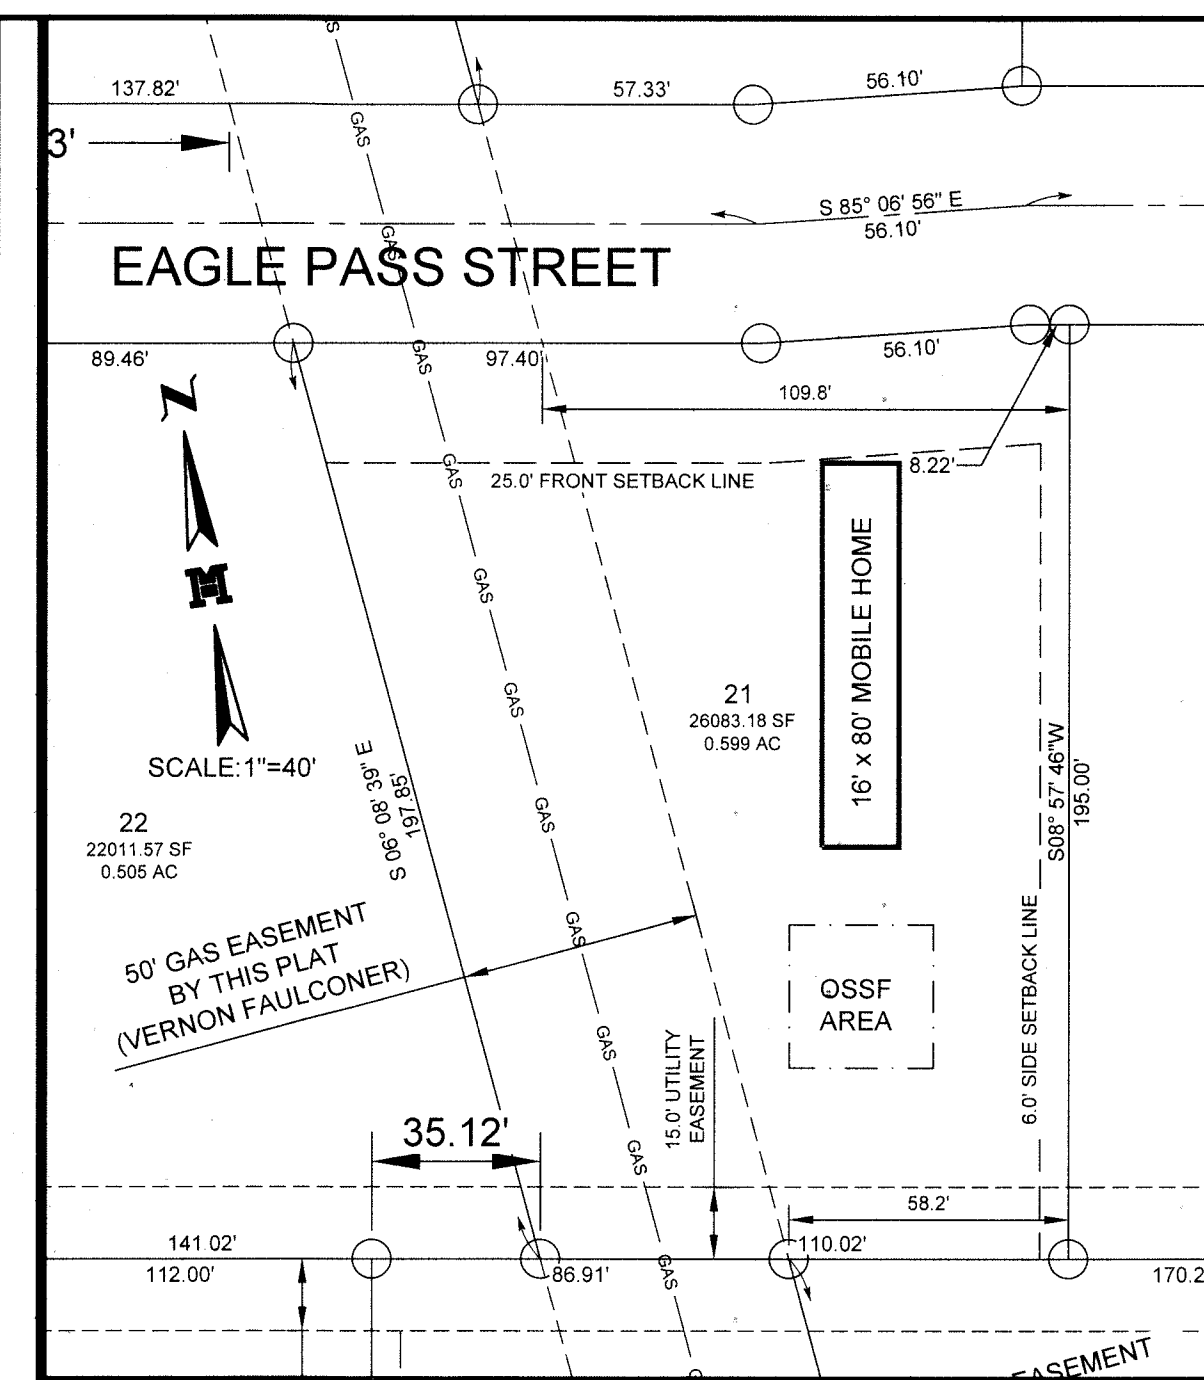 137.82'
57.33'
56.10'
3'
S 85° 06' 56" E
56.10'
EAGLE PASS STREET
S
GAS
GAS
GAS
GAS
GAS
GAS
GAS
GAS
GAS
GAS
GAS
G
89.46'
97.40'
56.10'
109.8'
8.22'
25.0' FRONT SETBACK LINE
N
H
SCALE:1"=40'
16' x 80' MOBILE HOME
21
26083.18 SF
0.599 AC
S 06° 08' 39" E
197.85'
S08° 57' 46"W
195.00'
22
22011.57 SF
0.505 AC
50' GAS EASEMENT
BY THIS PLAT
(VERNON FAULCONER)
OSSF
AREA
6.0' SIDE SETBACK LINE
15.0' UTILITY
EASEMENT
35.12'
58.2'
141.02'
110.02'
112.00'
86.91'
170.2
EASEMENT